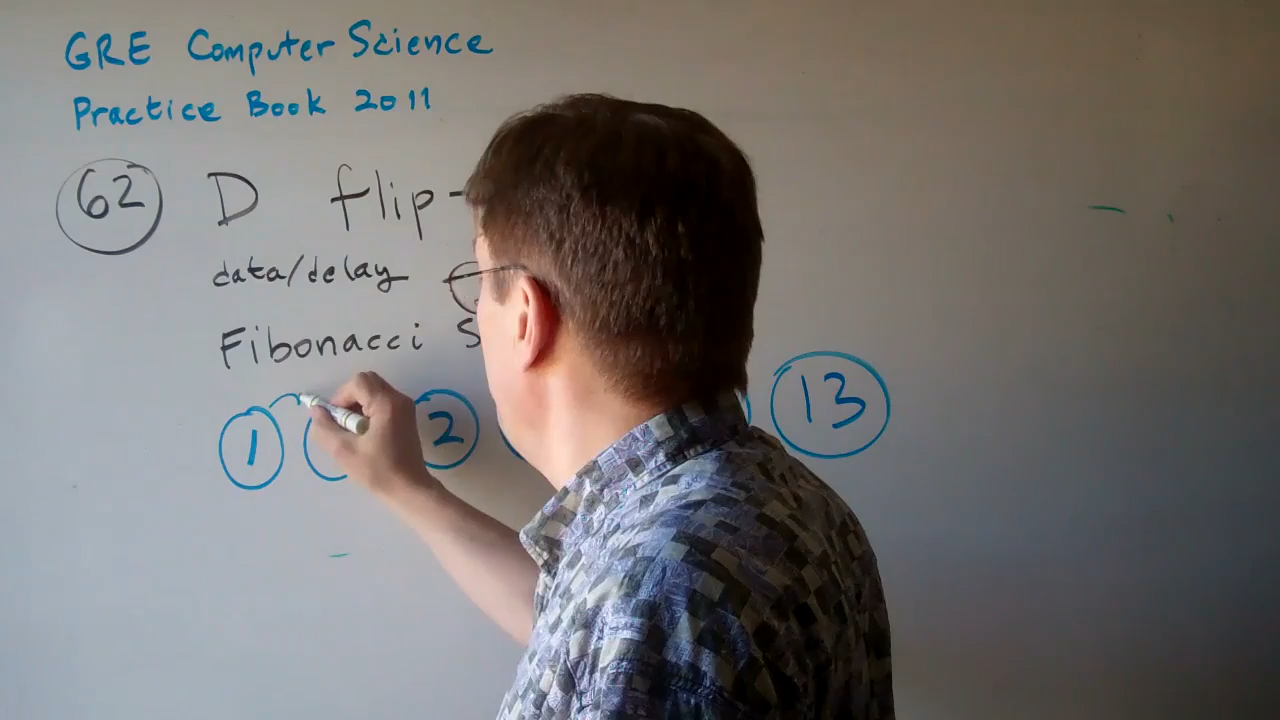 GRE Computer Science
Practice Book 2011
62 D flip-
data/delay
Fibonacci S
1 2 13